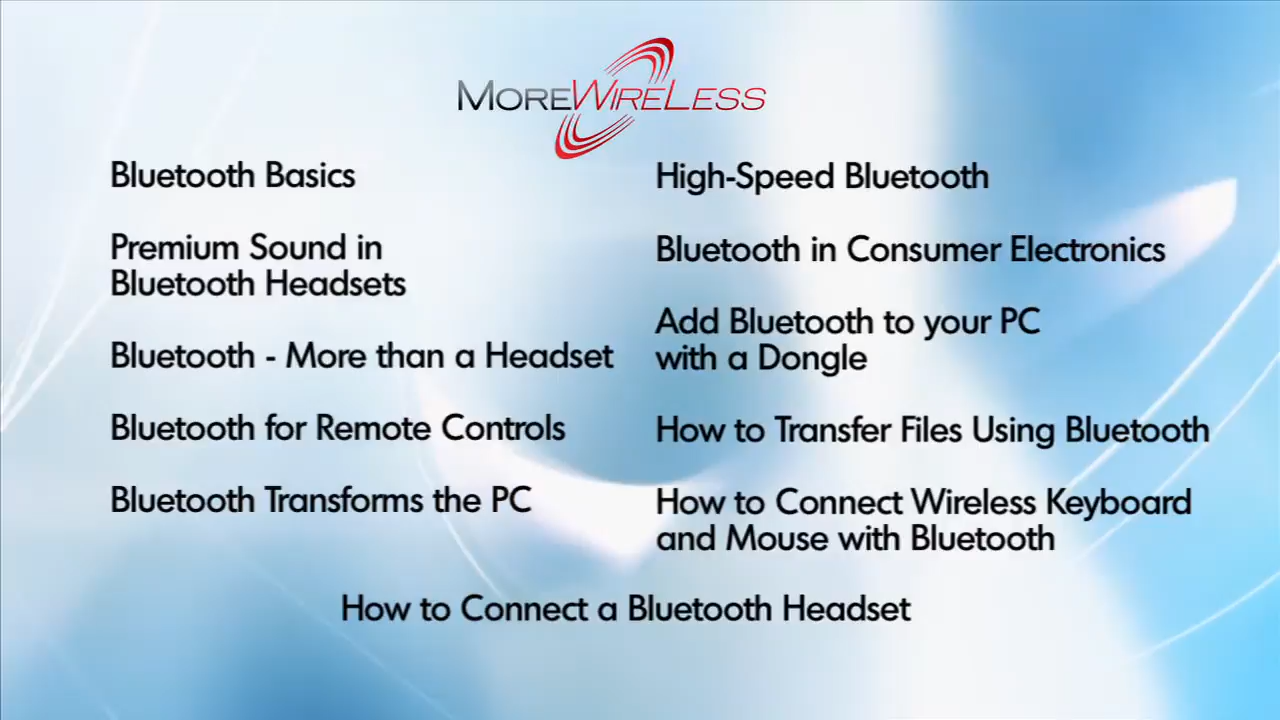 MOREWIRELESS
Bluetooth Basics
Premium Sound in
Bluetooth Headsets
Bluetooth - More than a Headset
Bluetooth for Remote Controls
Bluetooth Transforms the PC
High-Speed Bluetooth
Bluetooth in Consumer Electronics
Add Bluetooth to your PC
with a Dongle
How to Transfer Files Using Bluetooth
How to Connect Wireless Keyboard
and Mouse with Bluetooth
How to Connect a Bluetooth Headset